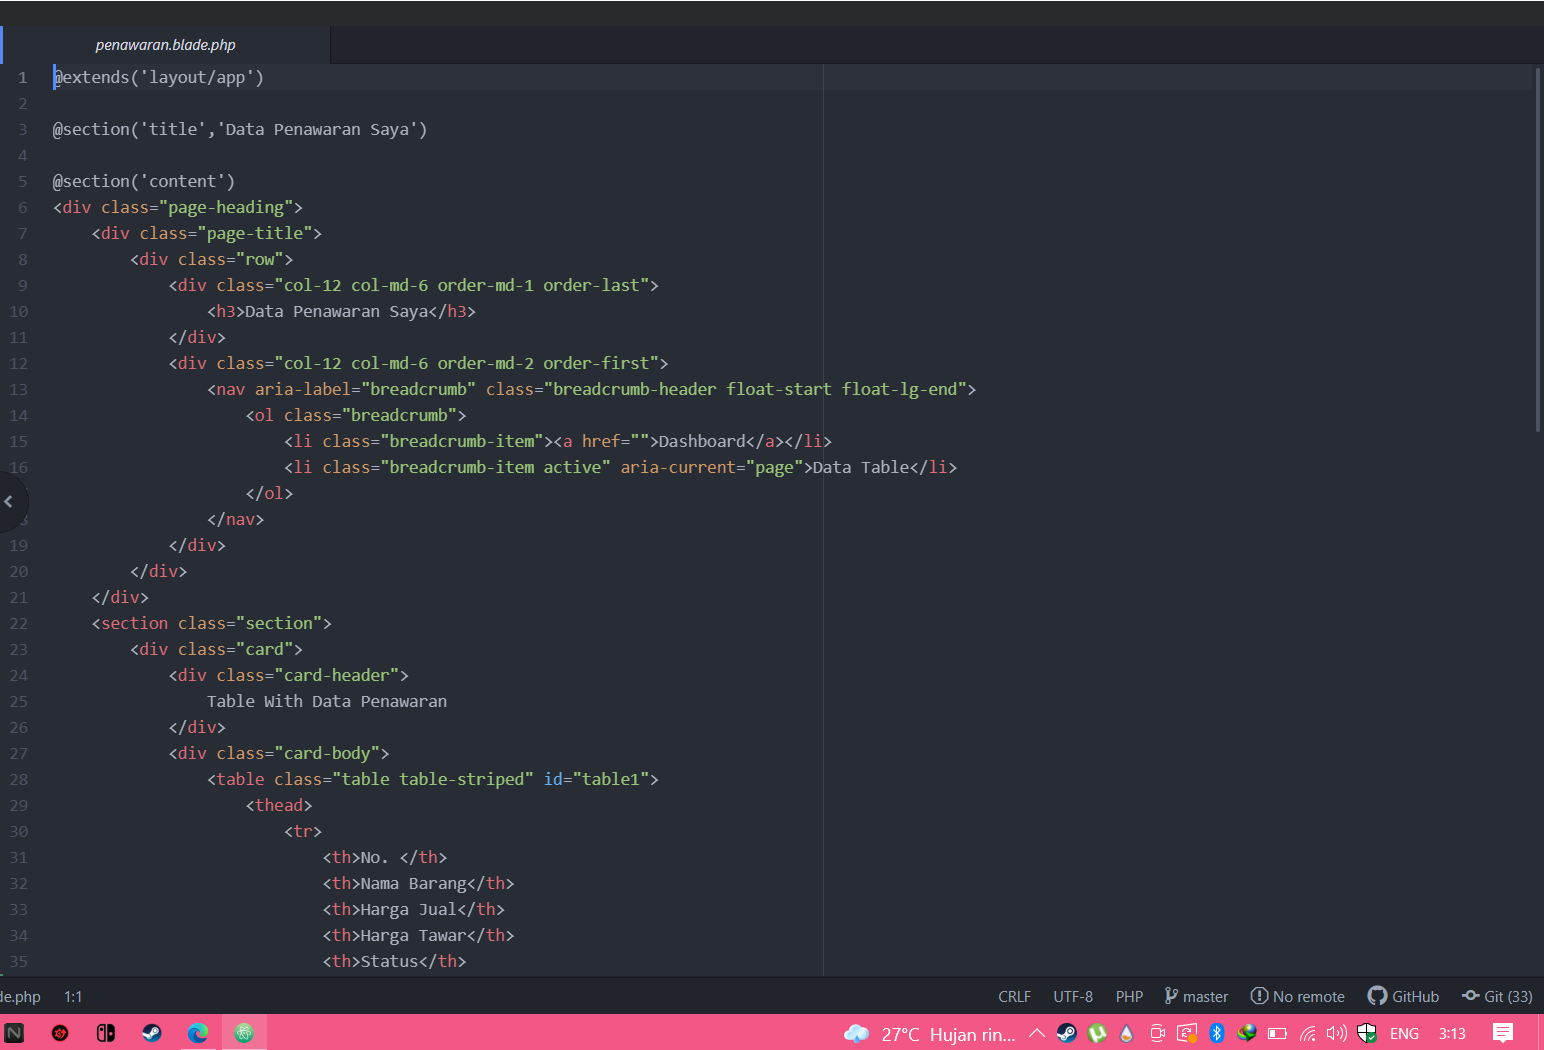 penawaran.blade.php
1 @extends('layout/app')
2
3 @section('title','Data Penawaran Saya')
4
5 @section('content')
6 <div class="page-heading">
7     <div class="page-title">
8         <div class="row">
9             <div class="col-12 col-md-6 order-md-1 order-last">
10                 <h3>Data Penawaran Saya</h3>
11             </div>
12             <div class="col-12 col-md-6 order-md-2 order-first">
13                 <nav aria-label="breadcrumb" class="breadcrumb-header float-start float-lg-end">
14                     <ol class="breadcrumb">
15                         <li class="breadcrumb-item"><a href="">Dashboard</a></li>
16                         <li class="breadcrumb-item active" aria-current="page">Data Table</li>
                    </ol>
                </nav>
19             </div>
20         </div>
21     </div>
22     <section class="section">
23         <div class="card">
24             <div class="card-header">
25                 Table With Data Penawaran
26             </div>
27             <div class="card-body">
28                 <table class="table table-striped" id="table1">
29                     <thead>
30                         <tr>
31                             <th>No. </th>
32                             <th>Nama Barang</th>
33                             <th>Harga Jual</th>
34                             <th>Harga Tawar</th>
35                             <th>Status</th>
de.php 1:1 CRLF UTF-8 PHP master No remote GitHub Git (33)
27°C Hujan rin... ENG 3:13